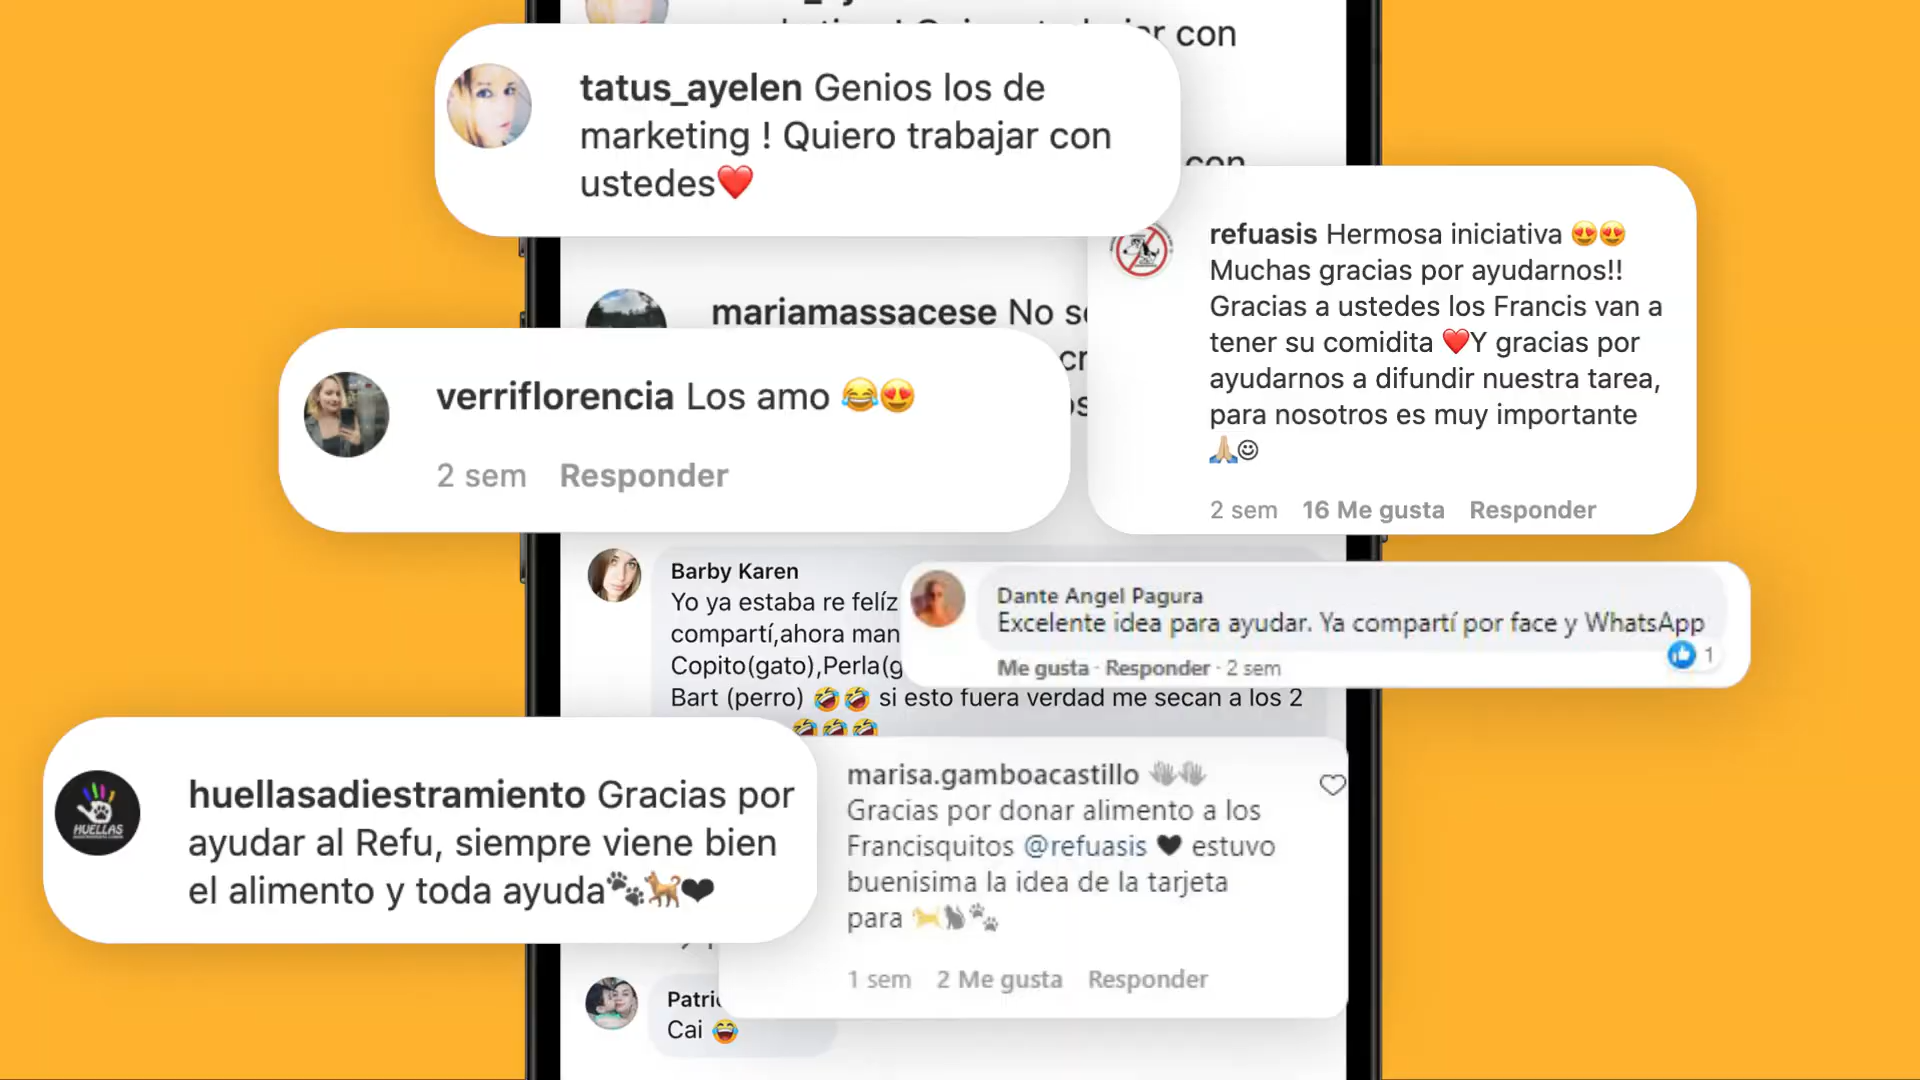 r con
tatus_ayelen Genios los de
marketing ! Quiero trabajar con
ustedes❤️
con
refuasis Hermosa iniciativa 😍😍
Muchas gracias por ayudarnos!!
Gracias a ustedes los Francis van a
tener su comidita ❤️Y gracias por
ayudarnos a difundir nuestra tarea,
para nosotros es muy importante
🙏🏼☺
2 sem 16 Me gusta Responder
mariamassacese No se
verriflorencia Los amo 😂😍
2 sem Responder
Barby Karen
Yo ya estaba re felíz
compartí,ahora man
Copito(gato),Perla(g
Bart (perro) 🤣🤣 si esto fuera verdad me secan a los 2
🤣🤣🤣
Dante Angel Pagura
Excelente idea para ayudar. Ya compartí por face y WhatsApp
Me gusta · Responder · 2 sem
1
huellasadiestramiento Gracias por
ayudar al Refu, siempre viene bien
el alimento y toda ayuda🐾🐕❤
HUELLAS
marisa.gamboacastillo 👋👋
Gracias por donar alimento a los
Francisquitos @refuasis 🖤 estuvo
buenisima la idea de la tarjeta
para 🐕🐈‍⬛🐾
1 sem 2 Me gusta Responder
Patric
Cai 😂